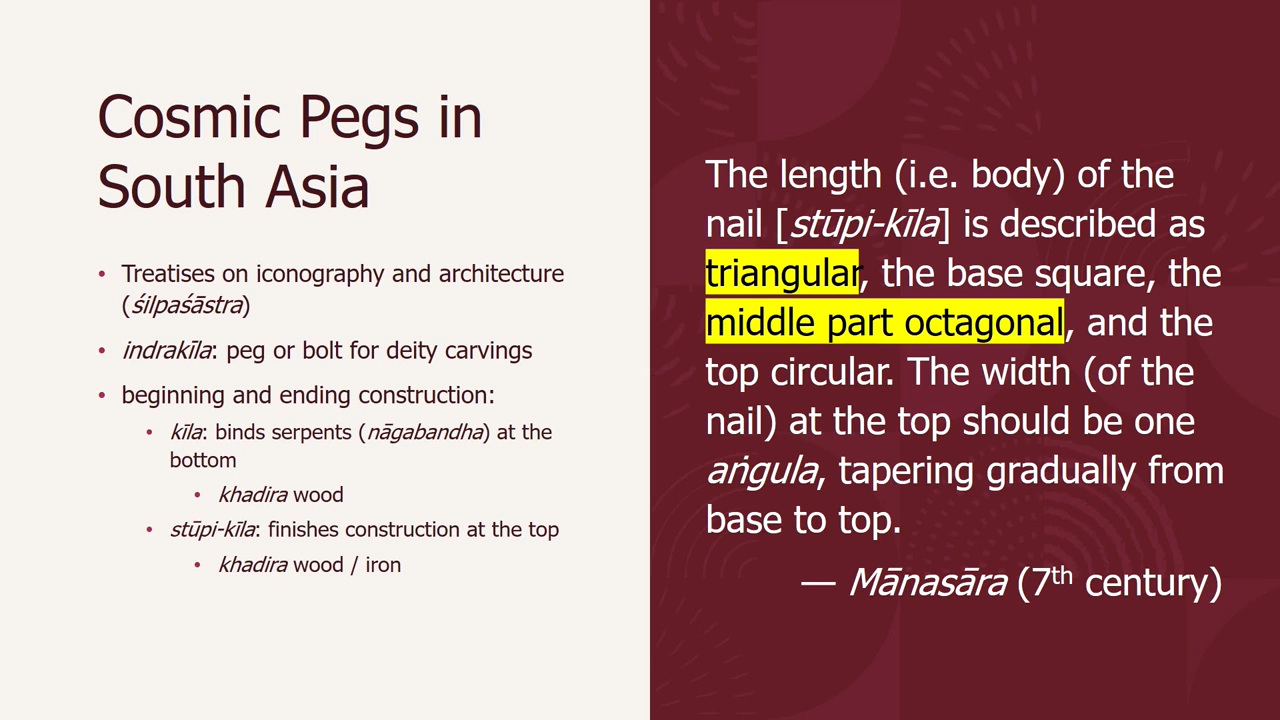 Cosmic Pegs in
South Asia
• Treatises on iconography and architecture
(śilpaśāstra)
• indrakīla: peg or bolt for deity carvings
• beginning and ending construction:
• kīla: binds serpents (nāgabandha) at the
bottom
• khadira wood
• stūpi-kīla: finishes construction at the top
• khadira wood / iron
The length (i.e. body) of the
nail [stūpi-kīla] is described as
triangular, the base square, the
middle part octagonal, and the
top circular. The width (of the
nail) at the top should be one
aṅgula, tapering gradually from
base to top.
— Mānasāra (7th century)